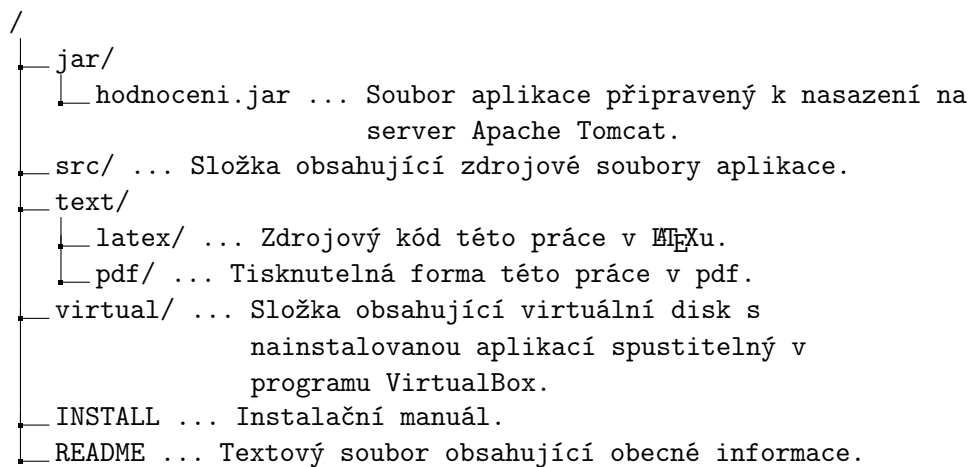 /
jar/
hodnoceni.jar ... Soubor aplikace připravený k nasazení na
server Apache Tomcat.
src/ ... Složka obsahující zdrojové soubory aplikace.
text/
latex/ ... Zdrojový kód této práce v LATEXu.
pdf/ ... Tisknutelná forma této práce v pdf.
virtual/ ... Složka obsahující virtuální disk s
nainstalovanou aplikací spustitelný v
programu VirtualBox.
INSTALL ... Instalační manuál.
README ... Textový soubor obsahující obecné informace.